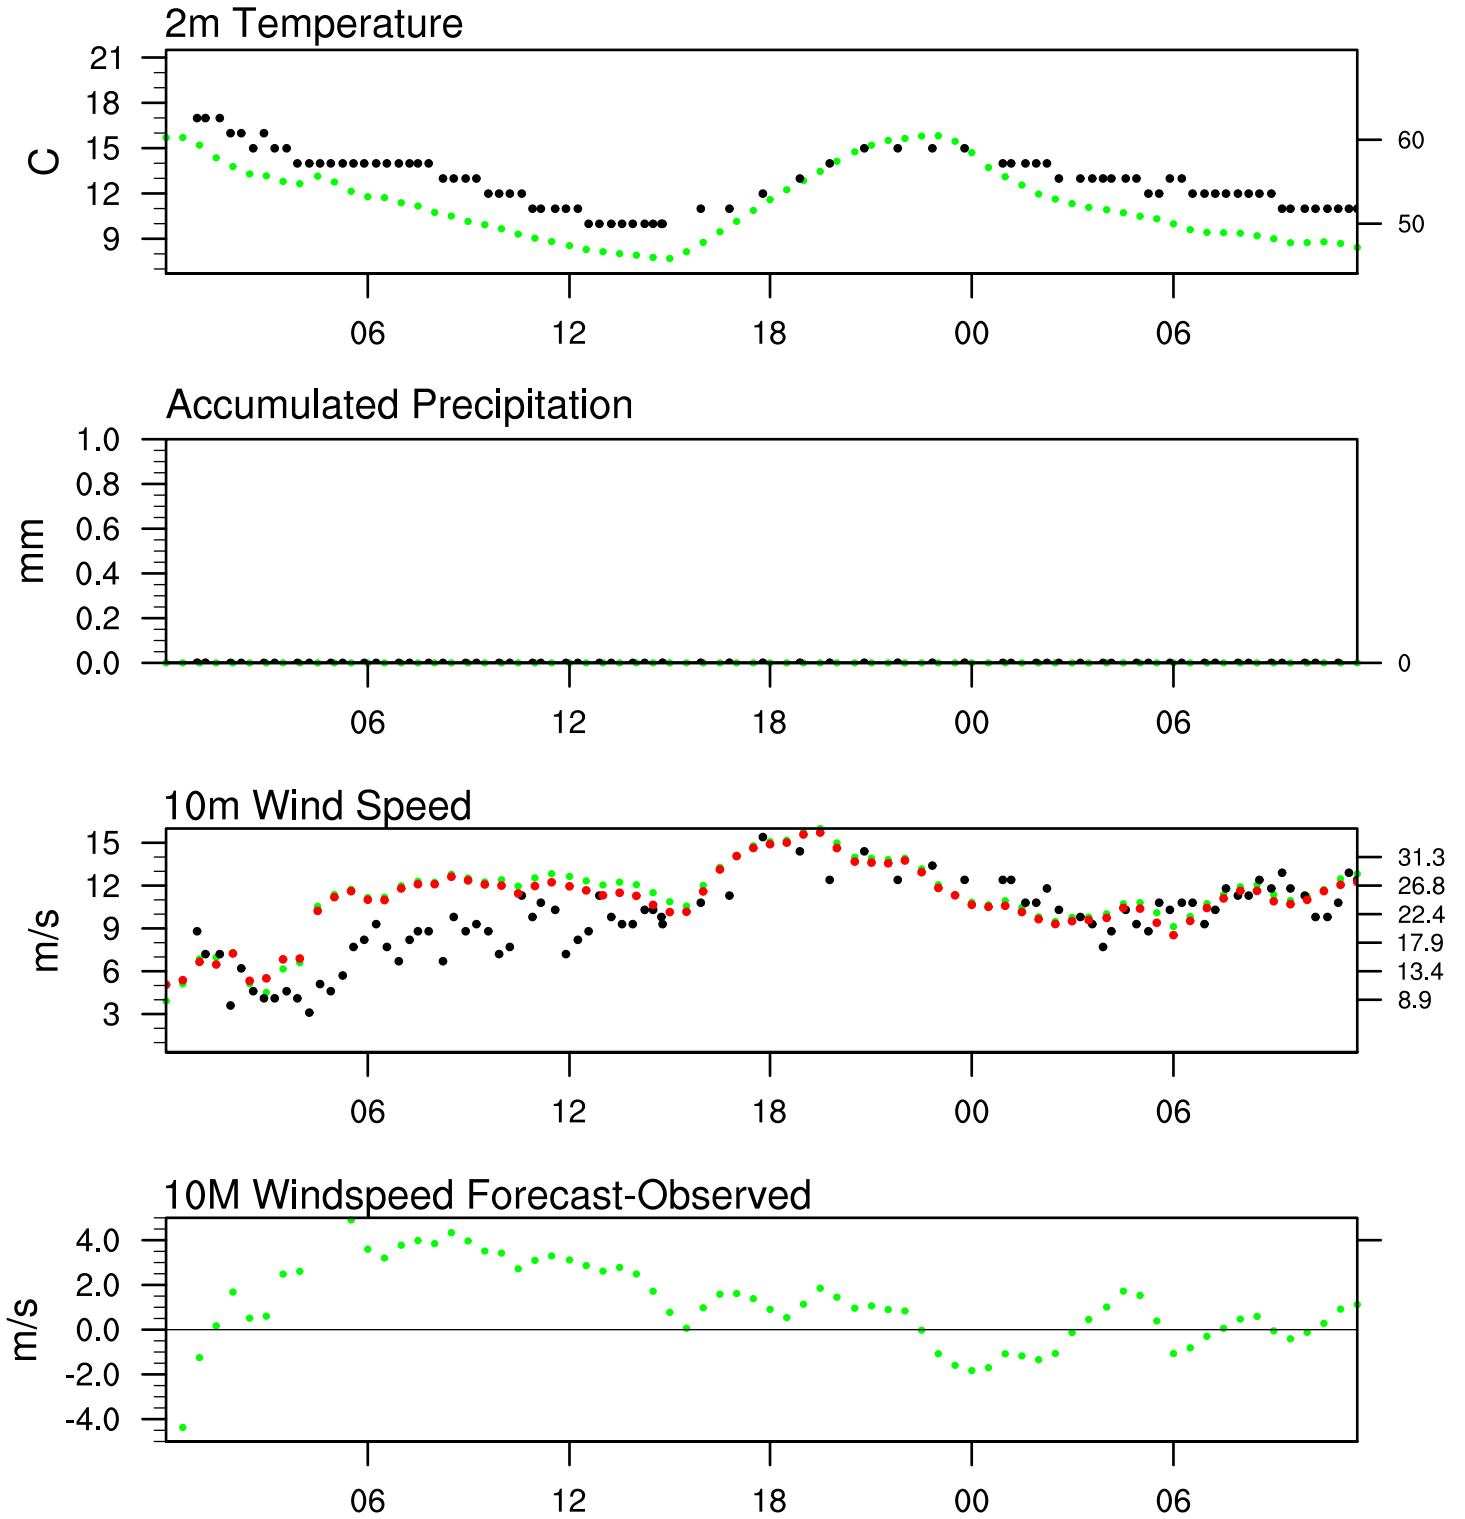 2m Temperature
21
18
15
12
9
C
60
50
06 12 18 00 06
Accumulated Precipitation
1.0
0.8
0.6
0.4
0.2
0.0
mm
0
06 12 18 00 06
10m Wind Speed
15
12
9
6
3
m/s
31.3
26.8
22.4
17.9
13.4
8.9
06 12 18 00 06
10M Windspeed Forecast-Observed
4.0
2.0
0.0
-2.0
-4.0
m/s
06 12 18 00 06